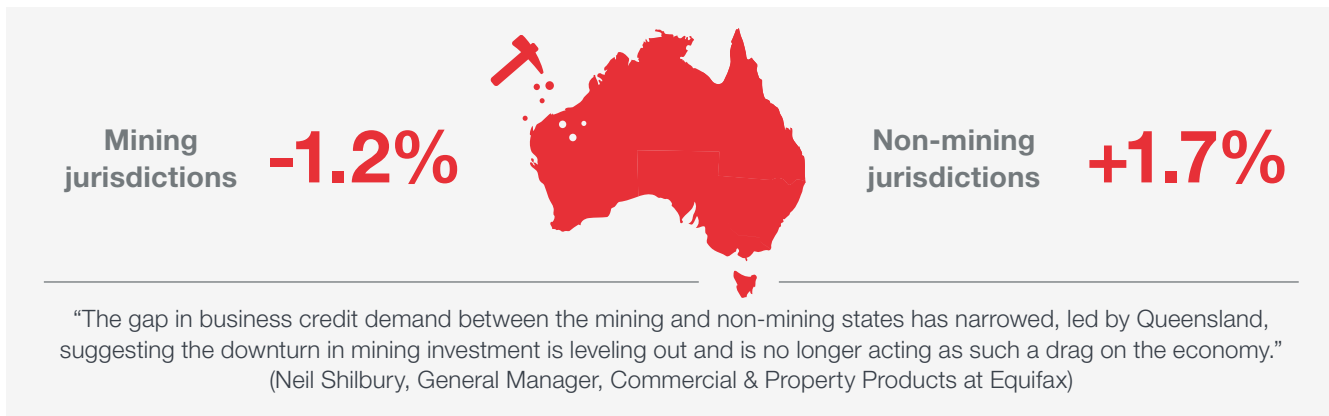 Mining
jurisdictions
-1.2%
Non-mining
jurisdictions
+1.7%
“The gap in business credit demand between the mining and non-mining states has narrowed, led by Queensland,
suggesting the downturn in mining investment is leveling out and is no longer acting as such a drag on the economy.”
(Neil Shilbury, General Manager, Commercial & Property Products at Equifax)